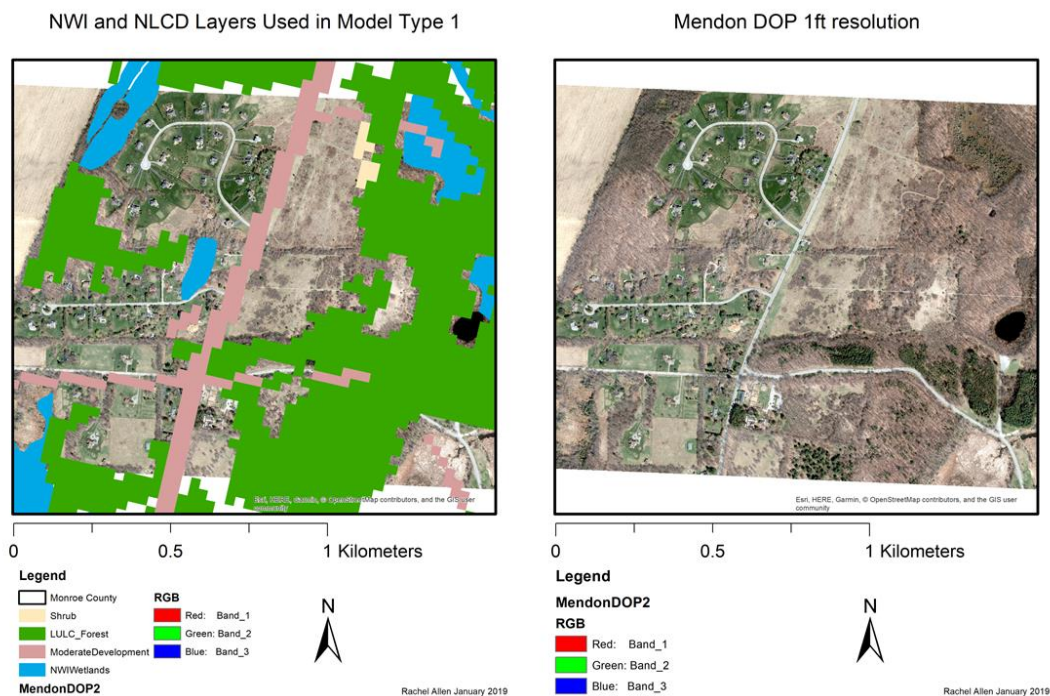 NWI and NLCD Layers Used in Model Type 1
Esri, HERE, Garmin, © OpenStreetMap contributors, and the GIS user
community
0 0.5 1 Kilometers
Legend
Monroe County
Shrub
LULC_Forest
ModerateDevelopment
NWIWetlands
MendonDOP2
RGB
Red: Band_1
Green: Band_2
Blue: Band_3
N
Rachel Allen January 2019
Mendon DOP 1ft resolution
Esri, HERE, Garmin, © OpenStreetMap contributors, and the GIS user
community
0 0.5 1 Kilometers
Legend
MendonDOP2
RGB
Red: Band_1
Green: Band_2
Blue: Band_3
N
Rachel Allen January 2019